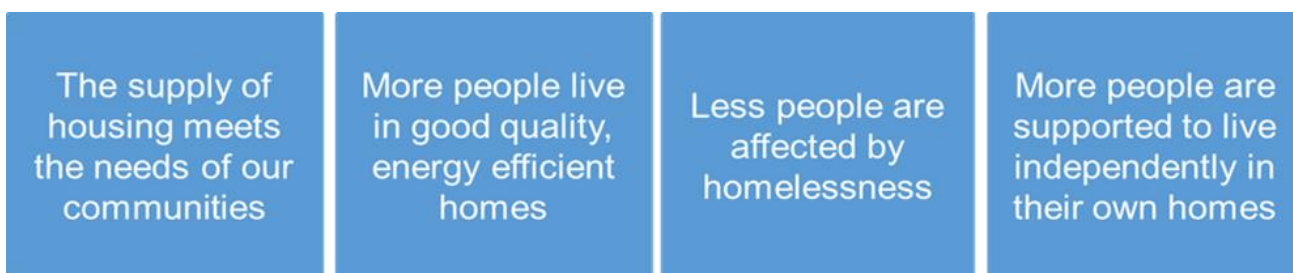 The supply of
housing meets
the needs of our
communities
More people live
in good quality,
energy efficient
homes
Less people are
affected by
homelessness
More people are
supported to live
independently in
their own homes